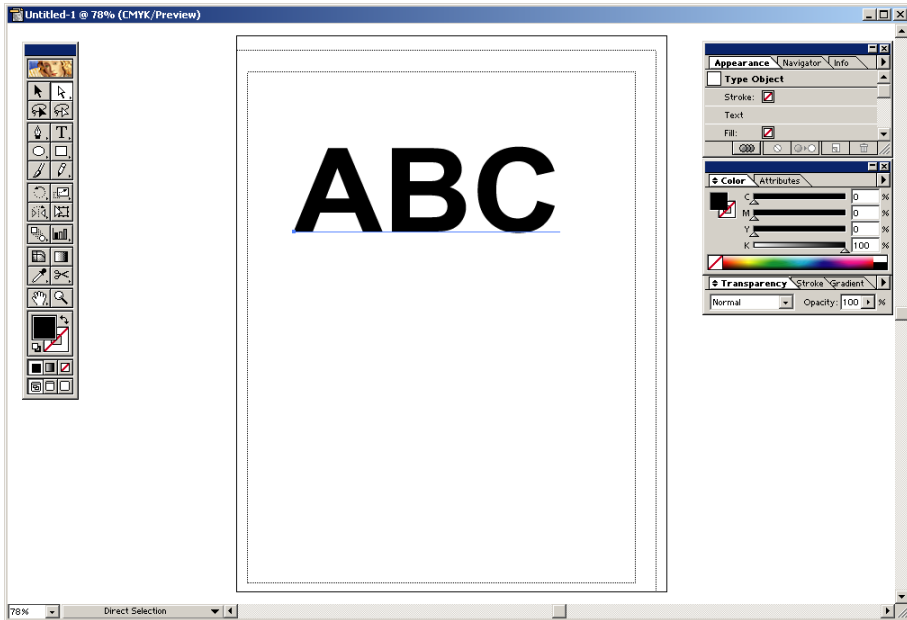 Untitled-1 @ 78% (CMYK/Preview)
T
ABC
Appearance Navigator Info
Type Object
Stroke:
Text
Fill:
Color Attributes
C 0 %
M 0 %
Y 0 %
K 100 %
Transparency Stroke Gradient
Normal Opacity: 100 %
78% Direct Selection